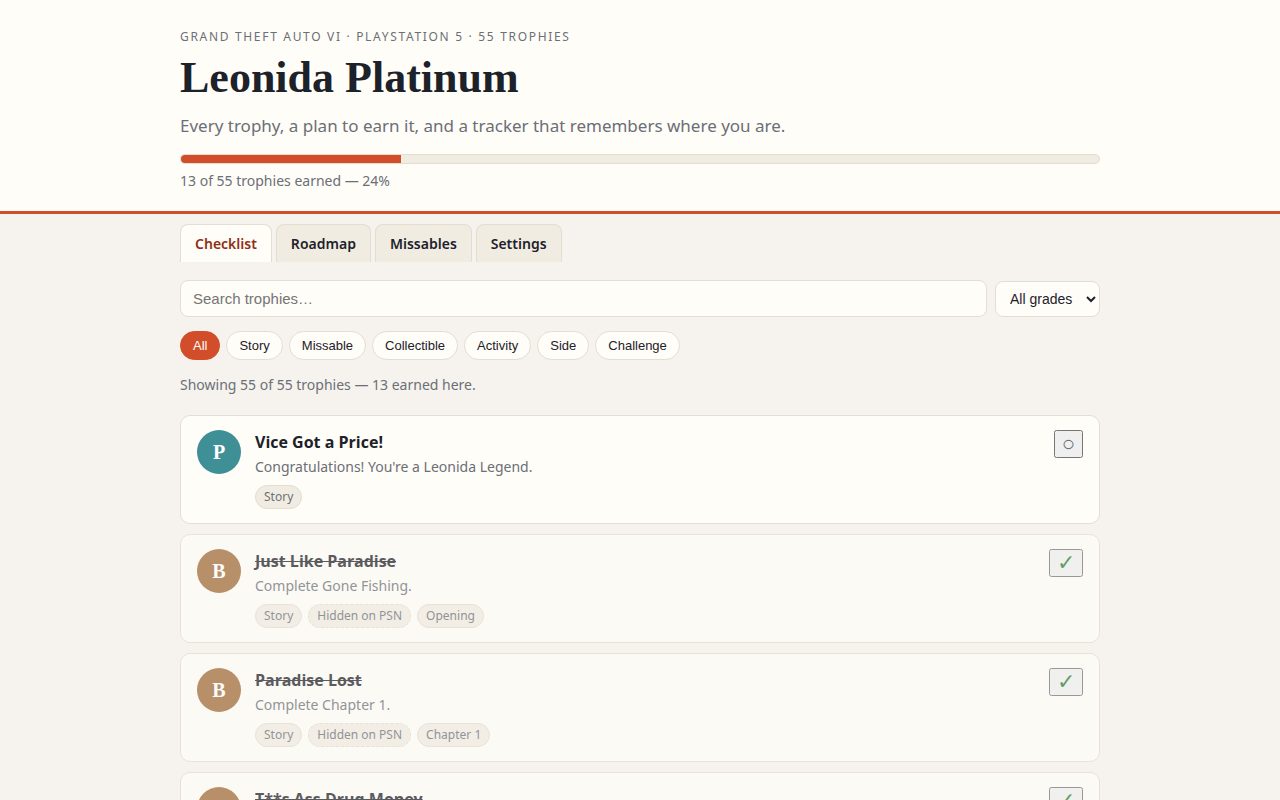 GRAND THEFT AUTO VI · PLAYSTATION 5 · 55 TROPHIES
Leonida Platinum
Every trophy, a plan to earn it, and a tracker that remembers where you are.
13 of 55 trophies earned — 24%
Checklist Roadmap Missables Settings
Search trophies… All grades
All Story Missable Collectible Activity Side Challenge
Showing 55 of 55 trophies — 13 earned here.
P Vice Got a Price! ○
Congratulations! You're a Leonida Legend.
Story
B Just Like Paradise ✓
Complete Gone Fishing.
Story Hidden on PSN Opening
B Paradise Lost ✓
Complete Chapter 1.
Story Hidden on PSN Chapter 1
T**s Ass Drug Money ✓